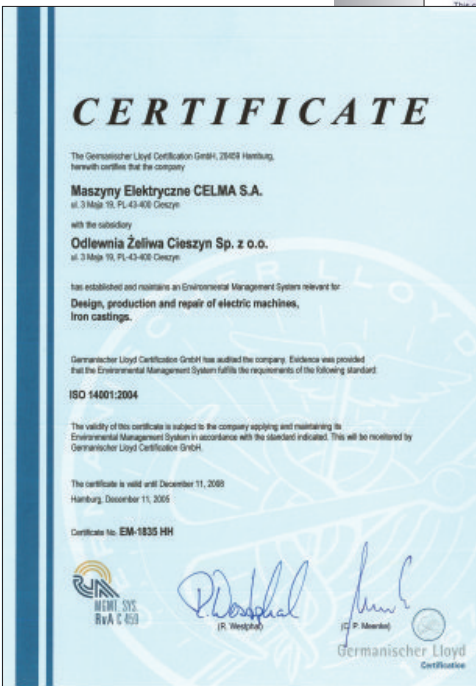 This
CERTIFICATE
The Germanischer Lloyd Certification GmbH, 20459 Hamburg,
herewith certifies that the company
Maszyny Elektryczne CELMA S.A.
ul. 3 Maja 19, PL-43-400 Cieszyn
with the subsidiary
Odlewnia Żeliwa Cieszyn Sp. z o.o.
ul. 3 Maja 19, PL-43-400 Cieszyn
has established and maintains an Environmental Management System relevant for
Design, production and repair of electric machines,
Iron castings.
Germanischer Lloyd Certification GmbH has audited the company. Evidence was provided
that the Environmental Management System fulfills the requirements of the following standard:
ISO 14001:2004
The validity of this certificate is subject to the company applying and maintaining its
Environmental Management System in accordance with the standard indicated. This will be monitored by
Germanischer Lloyd Certification GmbH.
The certificate is valid until December 11, 2008
Hamburg, December 11, 2005
Certificate No. EM-1835 HH
RvA
MGMT. SYS.
RvA C 459
P. Westphal
(R. Westphal)
P. Meenke)
Germanischer Lloyd
Certification